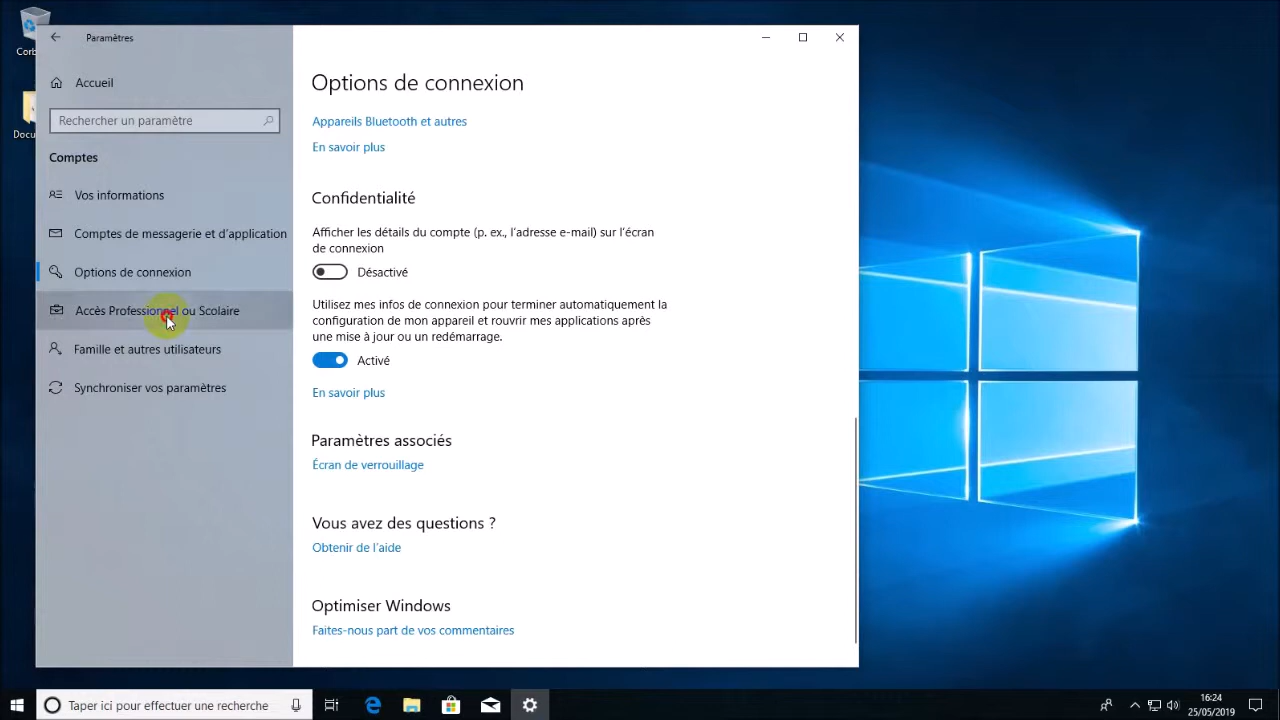 Corb
Docu
Paramètres
Accueil
Rechercher un paramètre
Comptes
Vos informations
Comptes de messagerie et d'application
Options de connexion
Accès Professionnel ou Scolaire
Famille et autres utilisateurs
Synchroniser vos paramètres
Options de connexion
Appareils Bluetooth et autres
En savoir plus
Confidentialité
Afficher les détails du compte (p. ex., l'adresse e-mail) sur l'écran
de connexion
Désactivé
Utilisez mes infos de connexion pour terminer automatiquement la
configuration de mon appareil et rouvrir mes applications après
une mise à jour ou un redémarrage.
Activé
En savoir plus
Paramètres associés
Écran de verrouillage
Vous avez des questions ?
Obtenir de l'aide
Optimiser Windows
Faites-nous part de vos commentaires
Taper ici pour effectuer une recherche
16:24
25/05/2019